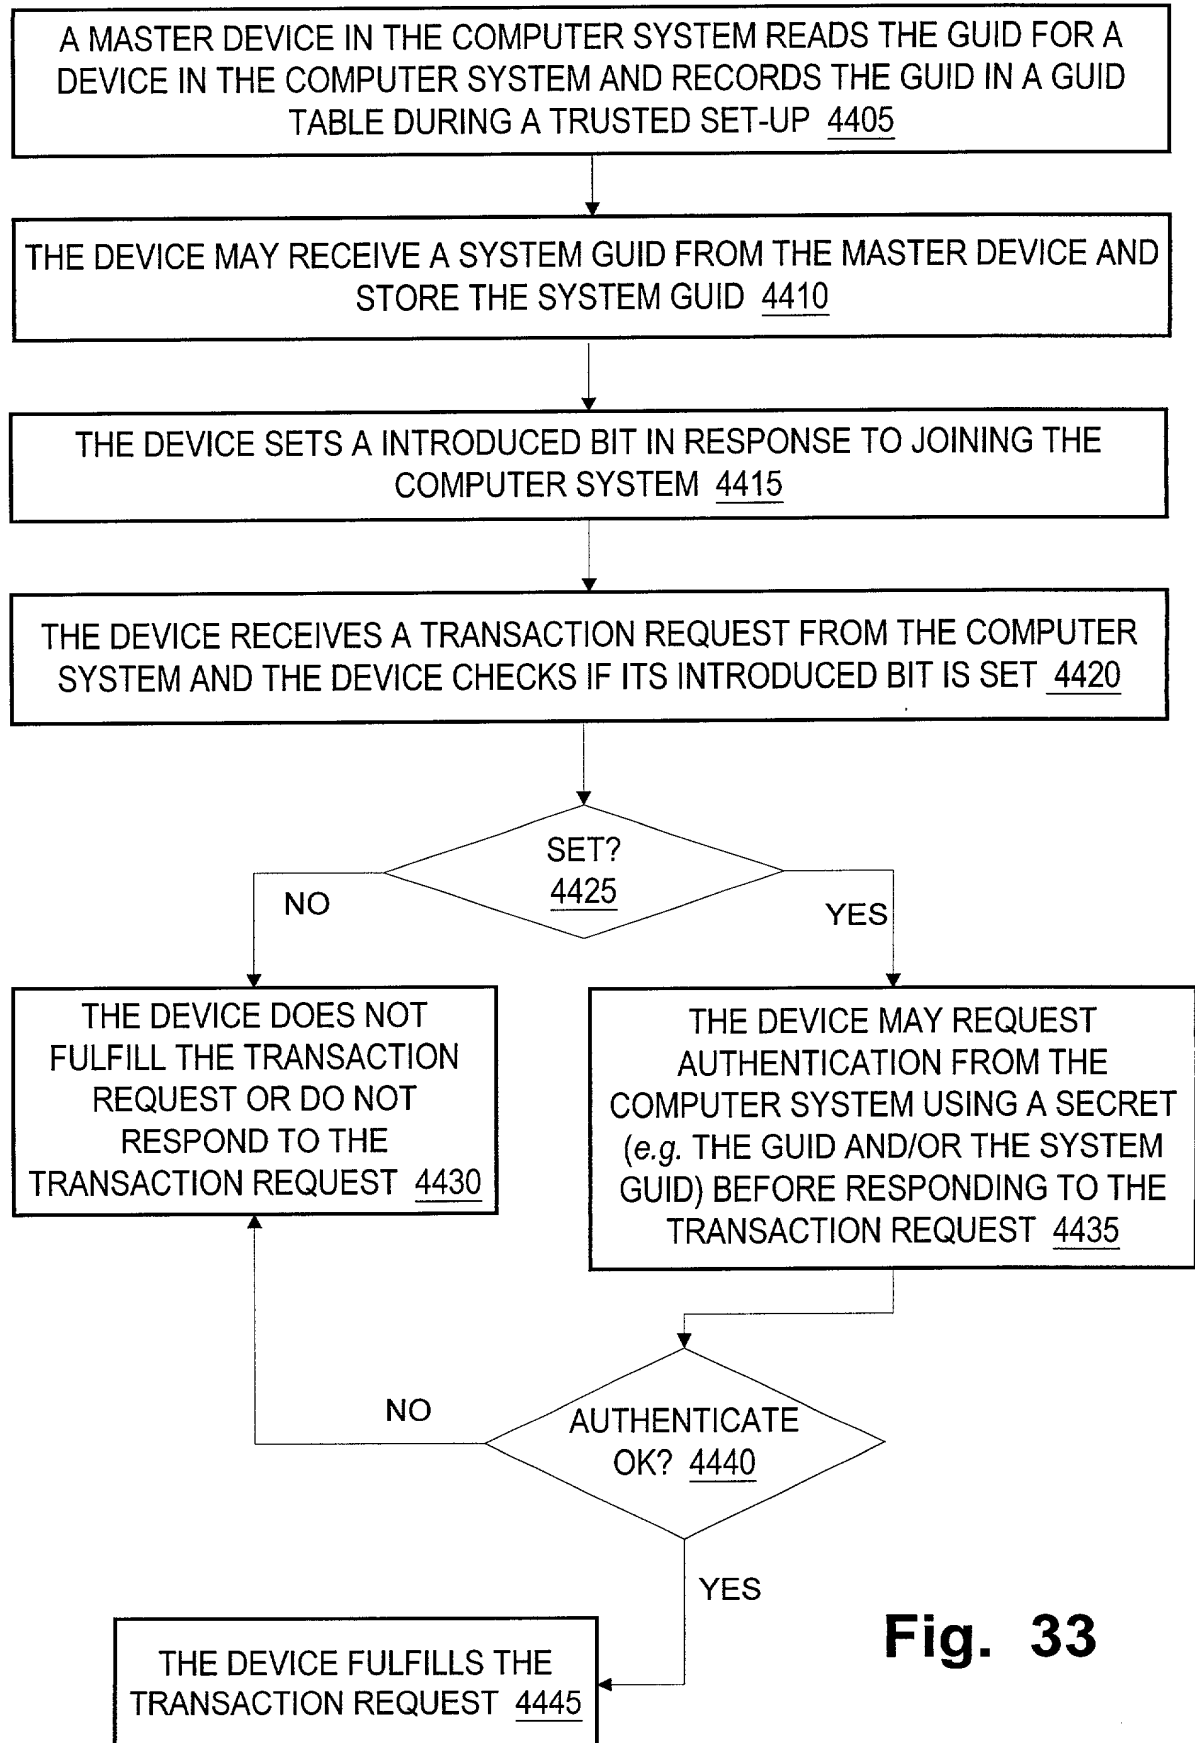 A MASTER DEVICE IN THE COMPUTER SYSTEM READS THE GUID FOR A
DEVICE IN THE COMPUTER SYSTEM AND RECORDS THE GUID IN A GUID
TABLE DURING A TRUSTED SET-UP 4405
THE DEVICE MAY RECEIVE A SYSTEM GUID FROM THE MASTER DEVICE AND
STORE THE SYSTEM GUID 4410
THE DEVICE SETS A INTRODUCED BIT IN RESPONSE TO JOINING THE
COMPUTER SYSTEM 4415
THE DEVICE RECEIVES A TRANSACTION REQUEST FROM THE COMPUTER
SYSTEM AND THE DEVICE CHECKS IF ITS INTRODUCED BIT IS SET 4420
SET?
4425
NO
YES
THE DEVICE DOES NOT
FULFILL THE TRANSACTION
REQUEST OR DO NOT
RESPOND TO THE
TRANSACTION REQUEST 4430
THE DEVICE MAY REQUEST
AUTHENTICATION FROM THE
COMPUTER SYSTEM USING A SECRET
(e.g. THE GUID AND/OR THE SYSTEM
GUID) BEFORE RESPONDING TO THE
TRANSACTION REQUEST 4435
NO
AUTHENTICATE
OK? 4440
YES
THE DEVICE FULFILLS THE
TRANSACTION REQUEST 4445
Fig. 33